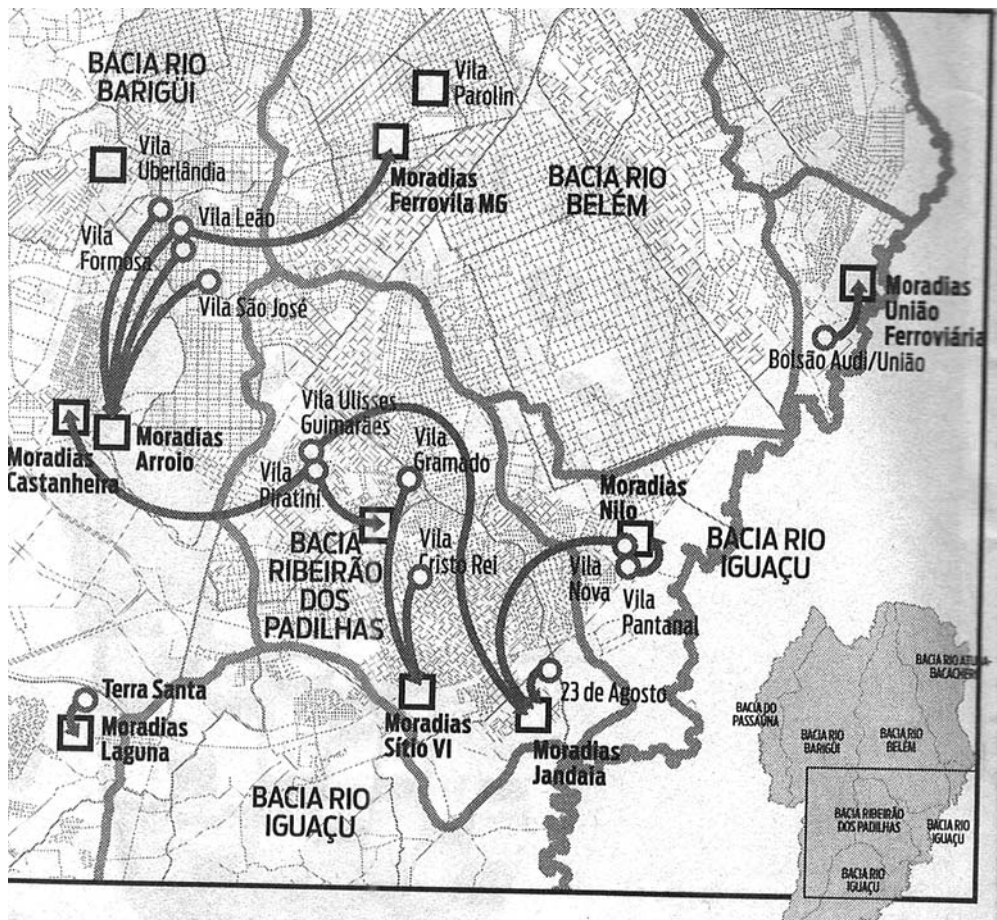 BACIA RIO
BARIGÜI
Vila
Parolin
Vila
Uberlândia
Moradias
Ferrovila MG
BACIA RIO
BELÉM
Vila Leão
Vila
Formosa
Vila São José
Moradias
União
Ferroviária
Bolsão Audi/União
Vila Ulisses
Guimarães
Vila
Gramado
Moradias
Arroio
Moradias
Castanheira
Vila
Piratini
Moradias
Nilo
BACIA
RIBEIRÃO
DOS
PADILHAS
Vila
Cristo Rei
BACIA RIO
IGUAÇU
Vila
Nova
Vila
Pantanal
Terra Santa
Moradias
Laguna
23 de Agosto
Moradias
Sítio VI
Moradias
Jandaia
BACIA RIO
IGUAÇU
BACIA RIO ATUBA-
BACACHERI
BACIA DO
PASSAÚNA
BACIA RIO
BARIGÜI
BACIA RIO
BELÉM
BACIA RIBEIRÃO
DOS PADILHAS
BACIA RIO
IGUAÇU
BACIA RIO
IGUAÇU